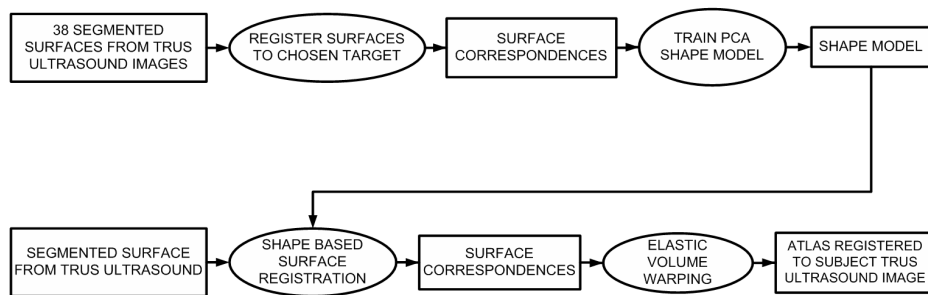 38 SEGMENTED
SURFACES FROM TRUS
ULTRASOUND IMAGES
REGISTER SURFACES
TO CHOSEN TARGET
SURFACE
CORRESPONDENCES
TRAIN PCA
SHAPE MODEL
SHAPE MODEL
SEGMENTED SURFACE
FROM TRUS ULTRASOUND
SHAPE BASED
SURFACE
REGISTRATION
SURFACE
CORRESPONDENCES
ELASTIC
VOLUME
WARPING
ATLAS REGISTERED
TO SUBJECT TRUS
ULTRASOUND IMAGE